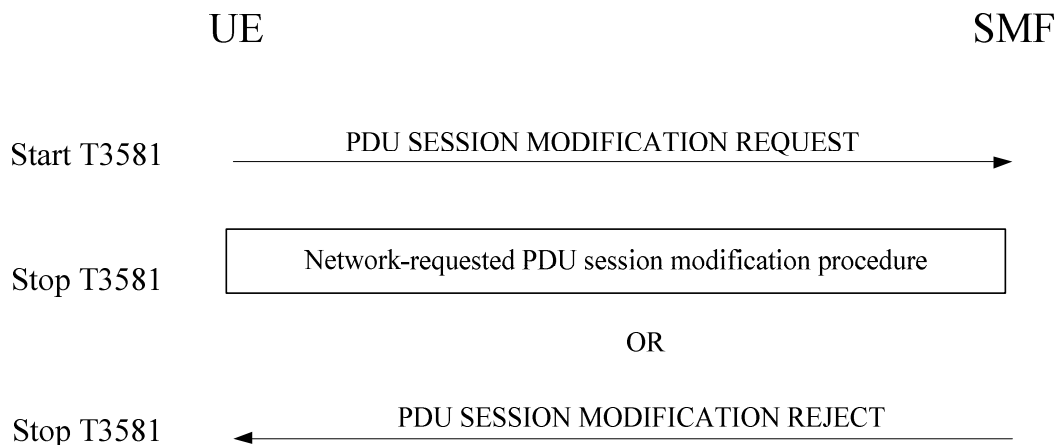 UE SMF
Start T3581 PDU SESSION MODIFICATION REQUEST
Stop T3581 Network-requested PDU session modification procedure
OR
Stop T3581 PDU SESSION MODIFICATION REJECT